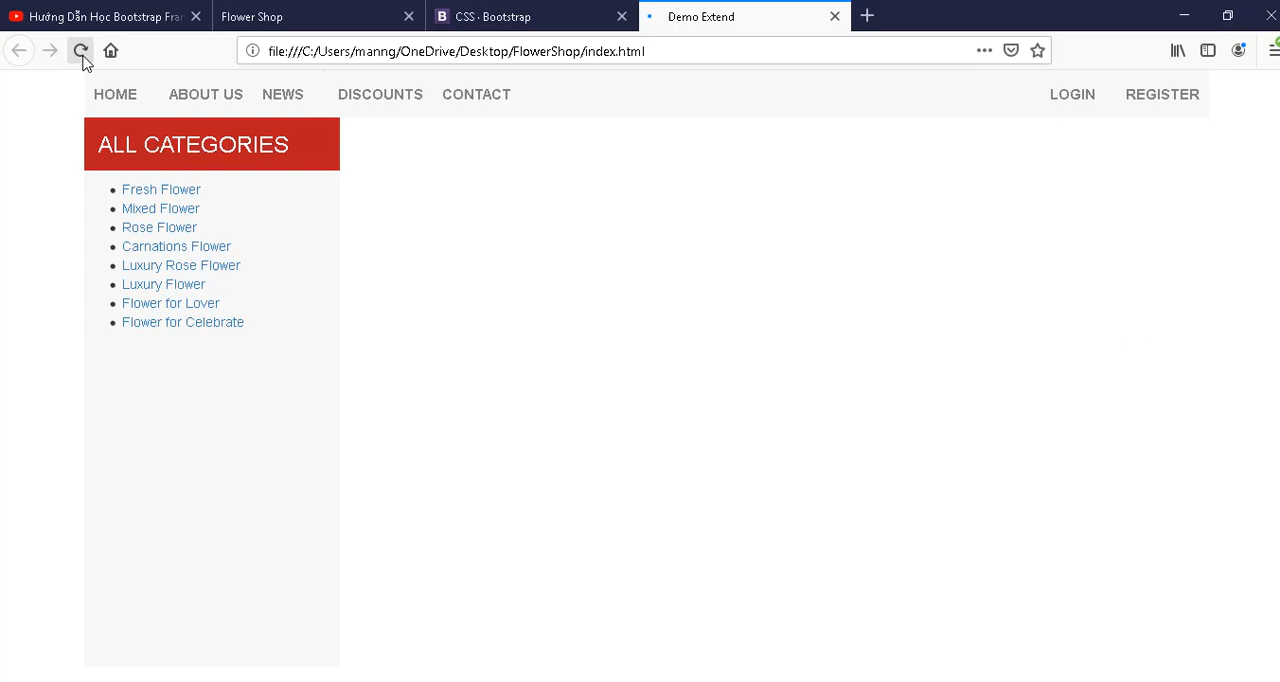 Hướng Dẫn Học Bootstrap Fra
Flower Shop
B CSS · Bootstrap
Demo Extend
file:///C:/Users/manng/OneDrive/Desktop/FlowerShop/index.html
HOME ABOUT US NEWS DISCOUNTS CONTACT LOGIN REGISTER
ALL CATEGORIES
Fresh Flower
Mixed Flower
Rose Flower
Carnations Flower
Luxury Rose Flower
Luxury Flower
Flower for Lover
Flower for Celebrate